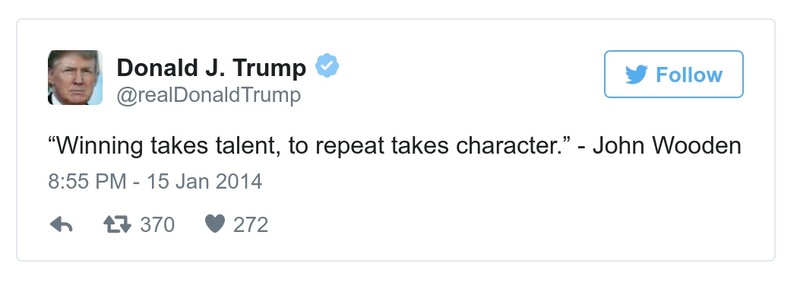 Donald J. Trump
@realDonaldTrump
Follow
“Winning takes talent, to repeat takes character.” - John Wooden
8:55 PM - 15 Jan 2014
370 272